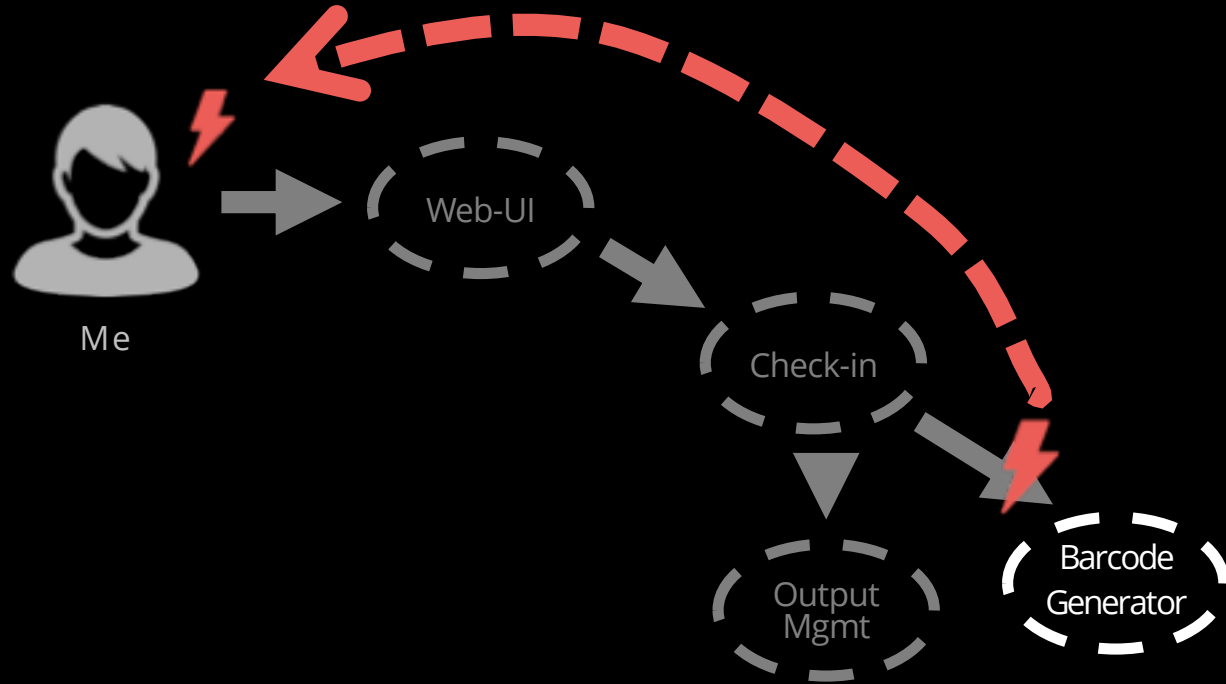 Web-UI
Me
Check-in
Barcode
Generator
Output
Mgmt